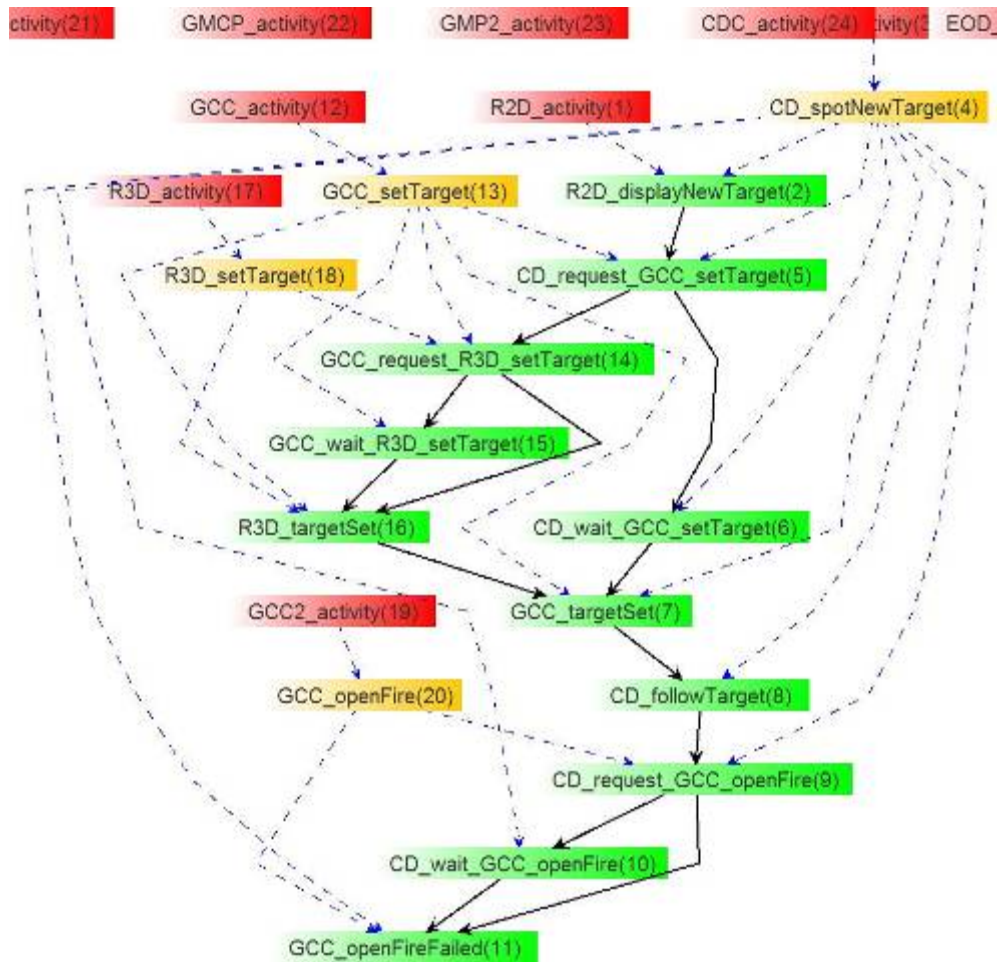 ctivity(21) GMCP_activity(22) GMP2_activity(23) CDC_activity(24) EOD_
GCC_activity(12) R2D_activity(1) CD_spotNewTarget(4)
R3D_activity(17) GCC_setTarget(13) R2D_displayNewTarget(2)
R3D_setTarget(18) CD_request_GCC_setTarget(5)
GCC_request_R3D_setTarget(14)
GCC_wait_R3D_setTarget(15)
R3D_targetSet(16) CD_wait_GCC_setTarget(6)
GCC2_activity(19) GCC_targetSet(7)
GCC_openFire(20) CD_followTarget(8)
CD_request_GCC_openFire(9)
CD_wait_GCC_openFire(10)
GCC_openFireFailed(11)